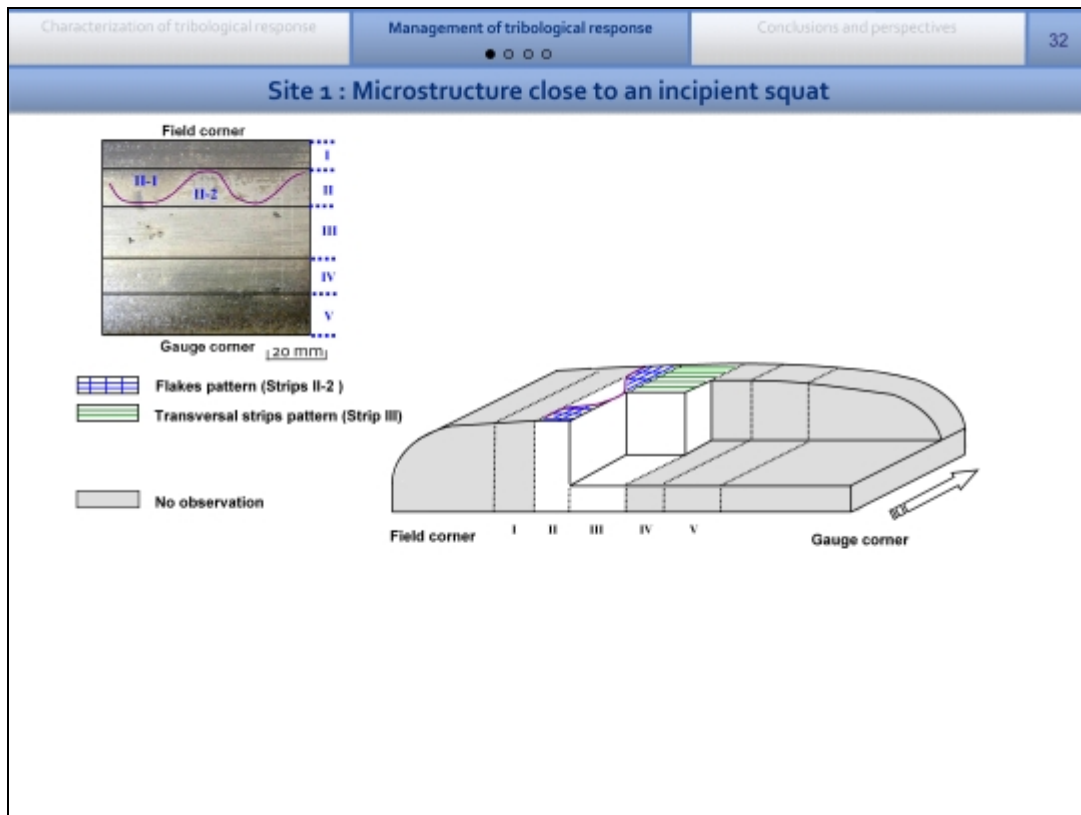 Characterization of tribological response
Management of tribological response
Conclusions and perspectives
32
Site 1 : Microstructure close to an incipient squat
Field corner
I
II-1
II-2
II
III
IV
V
Gauge corner
20 mm
Flakes pattern (Strips II-2 )
Transversal strips pattern (Strip III)
No observation
Field corner
I II III IV V
Gauge corner